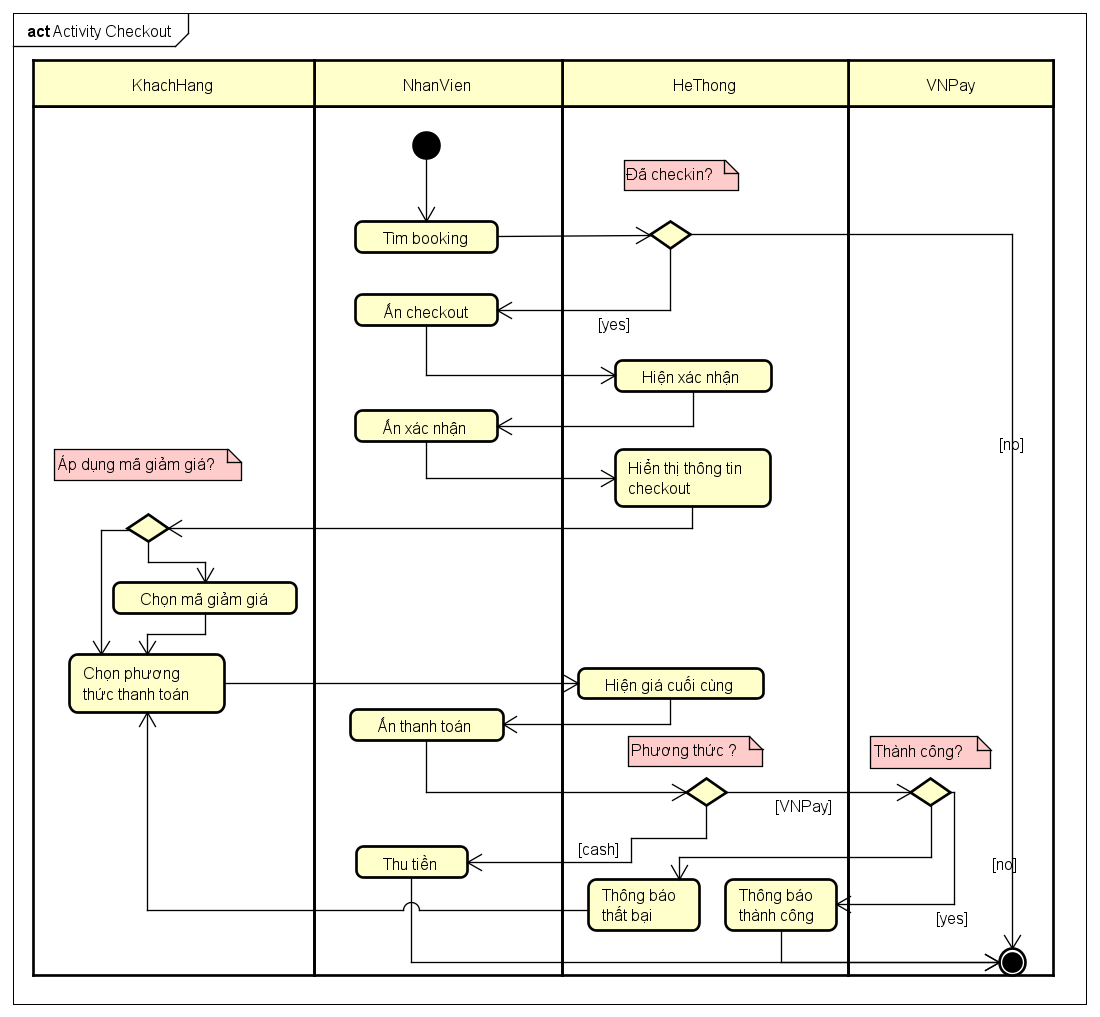 act Activity Checkout
KhachHang
NhanVien
HeThong
VNPay
Đã checkin?
Tìm booking
Ấn checkout
[yes]
Hiện xác nhận
Ấn xác nhận
[no]
Áp dụng mã giảm giá?
Hiển thị thông tin
checkout
Chọn mã giảm giá
Chọn phương
thức thanh toán
Hiện giá cuối cùng
Ấn thanh toán
Phương thức ?
Thành công?
[VNPay]
[cash]
Thu tiền
[no]
Thông báo
thất bại
Thông báo
thành công
[yes]